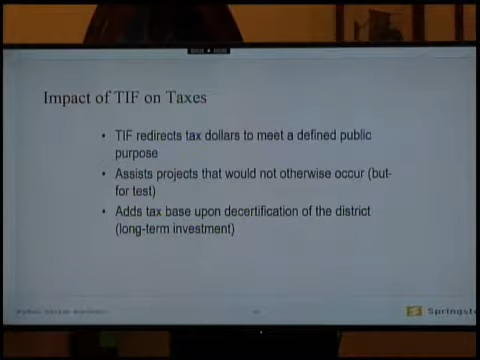 Impact of TIF on Taxes
• TIF redirects tax dollars to meet a defined public
purpose
• Assists projects that would not otherwise occur (but-
for test)
• Adds tax base upon decertification of the district
(long-term investment)
Springst